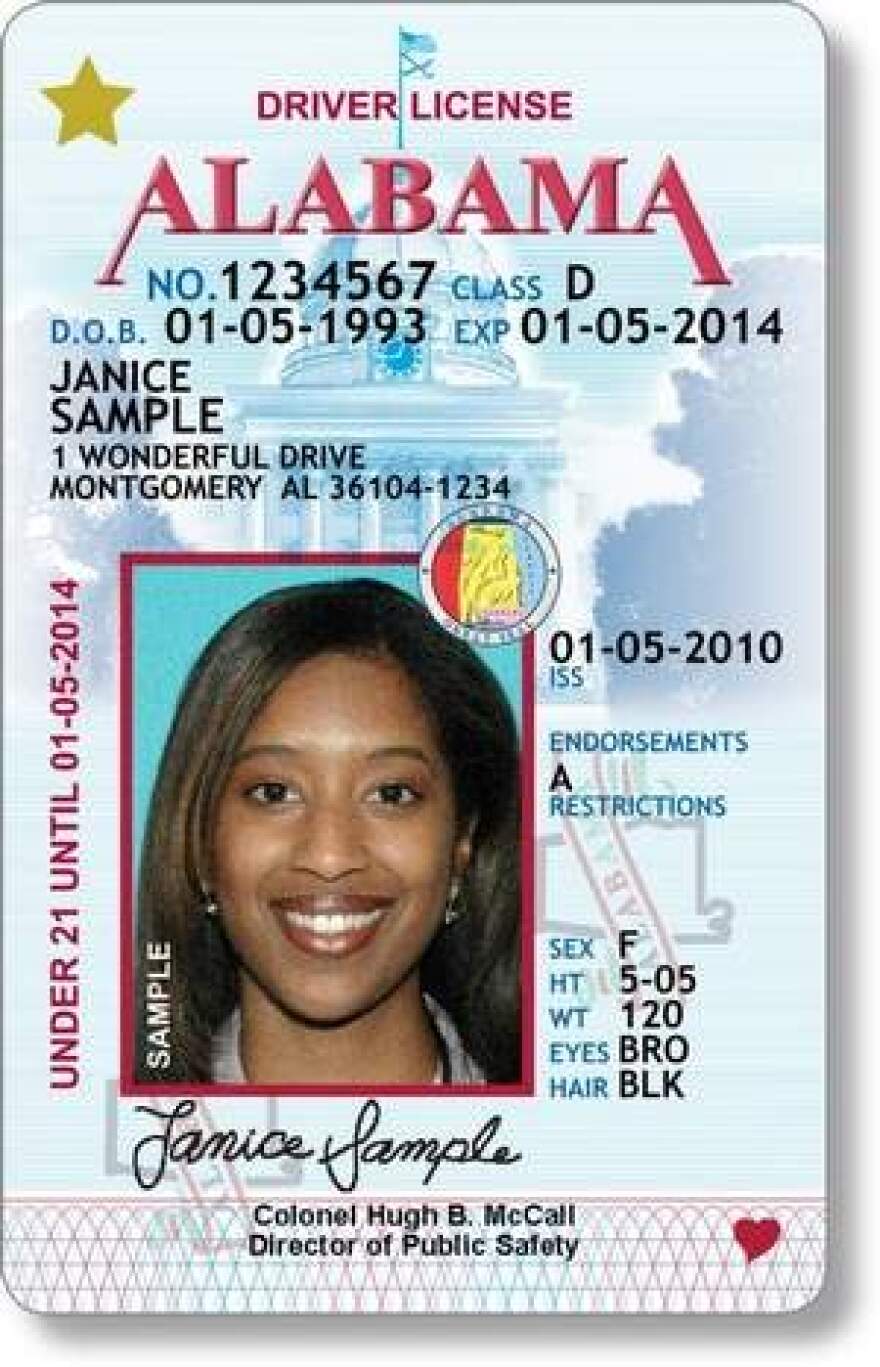 DRIVER LICENSE
ALABAMA
NO. 1234567 CLASS D
D.O.B. 01-05-1993 EXP 01-05-2014
JANICE
SAMPLE
1 WONDERFUL DRIVE
MONTGOMERY AL 36104-1234
UNDER 21 UNTIL 01-05-2014
SAMPLE
01-05-2010
ISS
ENDORSEMENTS
A
RESTRICTIONS
SEX F
HT 5-05
WT 120
EYES BRO
HAIR BLK
Janice Sample
Colonel Hugh B. McCall
Director of Public Safety